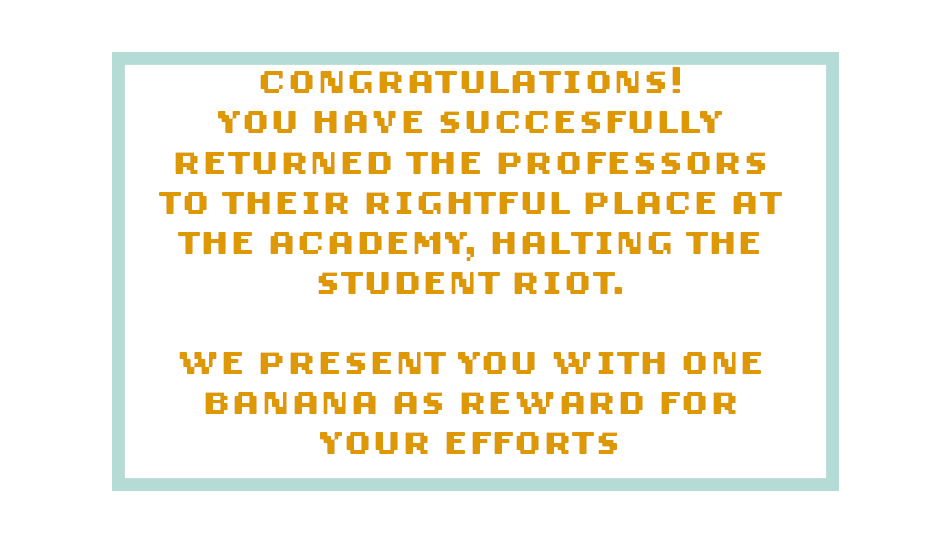 CONGRATULATIONS!
YOU HAVE SUCCESFULLY
RETURNED THE PROFESSORS
TO THEIR RIGHTFUL PLACE AT
THE ACADEMY, HALTING THE
STUDENT RIOT.
WE PRESENT YOU WITH ONE
BANANA AS REWARD FOR
YOUR EFFORTS